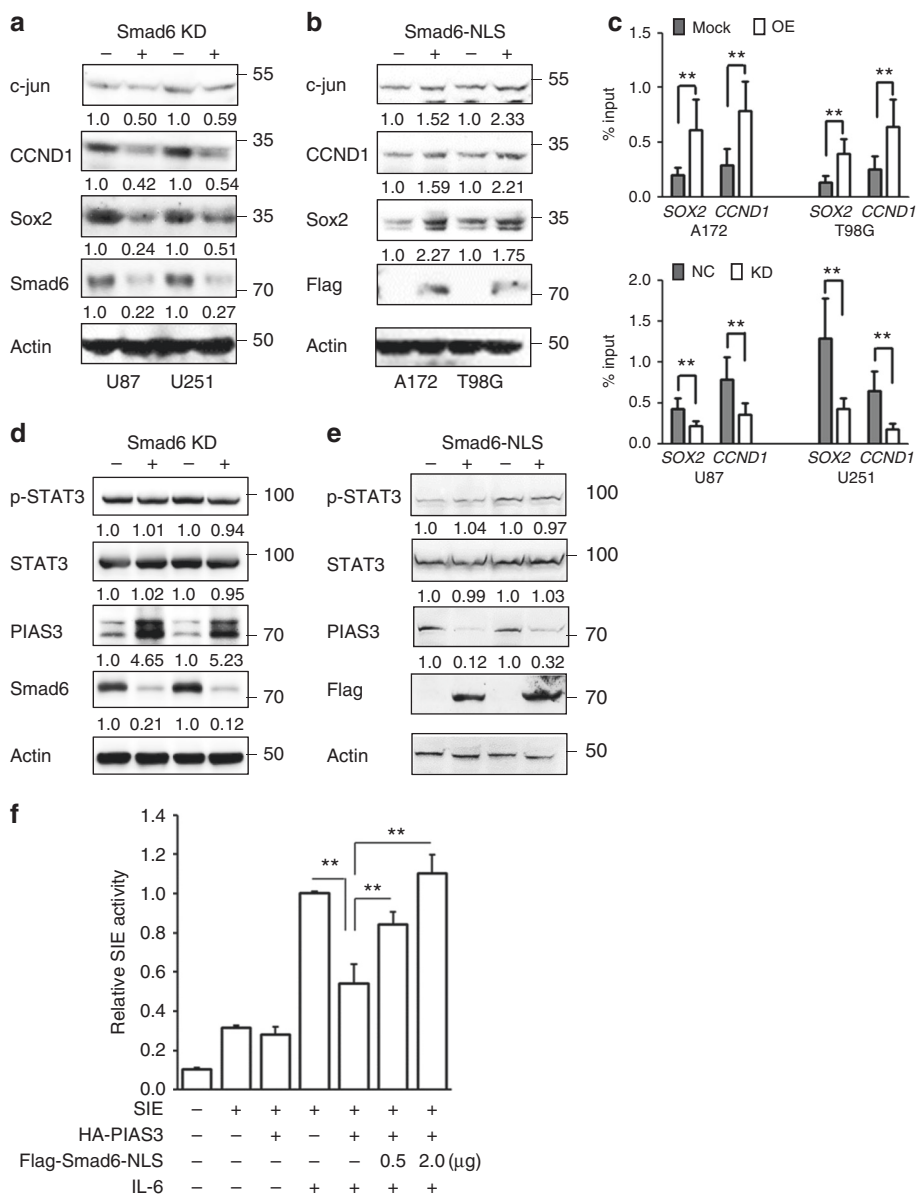 a
Smad6 KD
– + – +
c-jun
55
1.0 0.50 1.0 0.59
CCND1
35
1.0 0.42 1.0 0.54
Sox2
35
1.0 0.24 1.0 0.51
Smad6
70
1.0 0.22 1.0 0.27
Actin
50
U87 U251
b
Smad6-NLS
– + – +
c-jun
55
1.0 1.52 1.0 2.33
CCND1
35
1.0 1.59 1.0 2.21
Sox2
35
1.0 2.27 1.0 1.75
Flag
70
Actin
50
A172 T98G
c
Mock OE
% input
1.5
1.0
0.5
0.0
** ** ** **
SOX2 CCND1 SOX2 CCND1
A172 T98G
NC KD
% input
2.0
1.5
1.0
0.5
0.0
** ** ** **
SOX2 CCND1 SOX2 CCND1
U87 U251
d
Smad6 KD
– + – +
p-STAT3
100
1.0 1.01 1.0 0.94
STAT3
100
1.0 1.02 1.0 0.95
PIAS3
70
1.0 4.65 1.0 5.23
Smad6
70
1.0 0.21 1.0 0.12
Actin
50
e
Smad6-NLS
– + – +
p-STAT3
100
1.0 1.04 1.0 0.97
STAT3
100
1.0 0.99 1.0 1.03
PIAS3
70
1.0 0.12 1.0 0.32
Flag
70
Actin
50
f
Relative SIE activity
1.4
1.2
1.0
0.8
0.6
0.4
0.2
0.0
** ** **
SIE – + + + + + +
HA-PIAS3 – – + – + + +
Flag-Smad6-NLS – – – – – 0.5 2.0 (μg)
IL-6 – – – + + + +